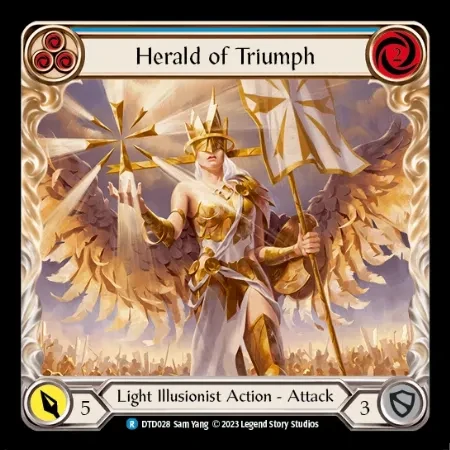 Herald of Triumph
2
5
Light Illusionist Action - Attack
3
R DTD028 Sam Yang ©2023 Legend Story Studios